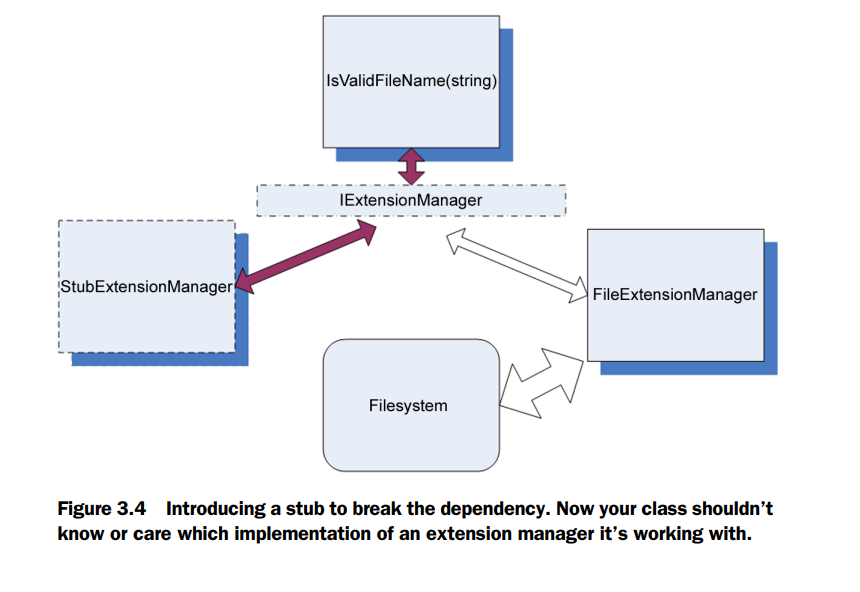 IsValidFileName(string)
IExtensionManager
StubExtensionManager
FileExtensionManager
Filesystem
Figure 3.4 Introducing a stub to break the dependency. Now your class shouldn’t
know or care which implementation of an extension manager it’s working with.